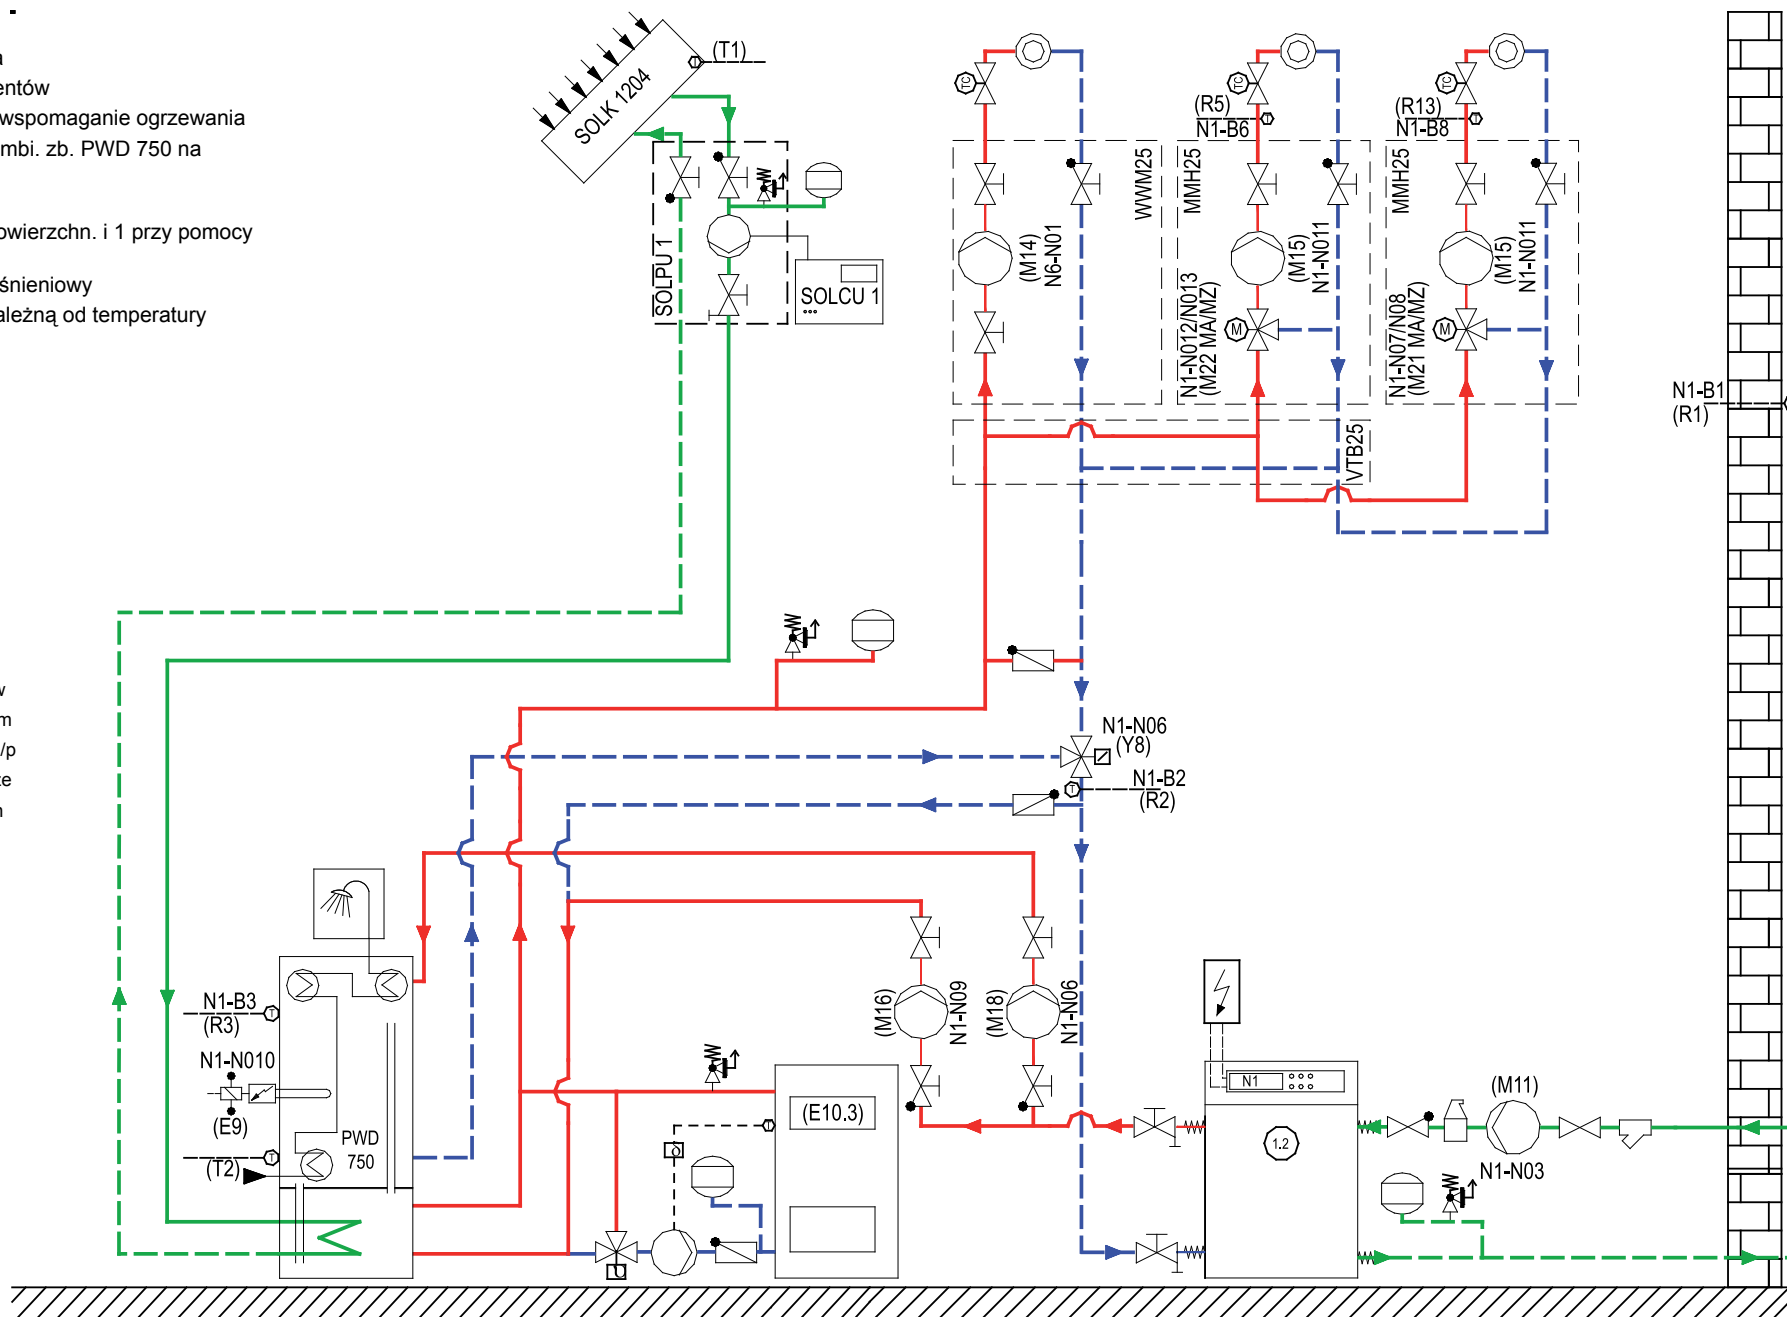 -
a
entów
wspomaganie ogrzewania
mbi. zb. PWD 750 na
owierzchn. i 1 przy pomocy
śnieniowy
ależną od temperatury
w
m
/p
ze
n
SOLK 1204
(T1)
SOLPU 1
SOLCU 1
TC
TC
TC
(R5)
N1-B6
(R13)
N1-B8
WWM25
MMH25
MMH25
(M14)
N6-N01
(M15)
N1-N011
(M15)
N1-N011
N1-N012/N013
(M22 MA/MZ)
N1-N07/N08
(M21 MA/MZ)
M
M
VTB25
N1-B1
(R1)
N1-N06
(Y8)
T
N1-B2
(R2)
N1-B3
(R3)
T
N1-N010
(E9)
(T2)
T
PWD
750
(M16)
N1-N09
(M18)
N1-N06
(E10.3)
N1
1.2
(M11)
N1-N03